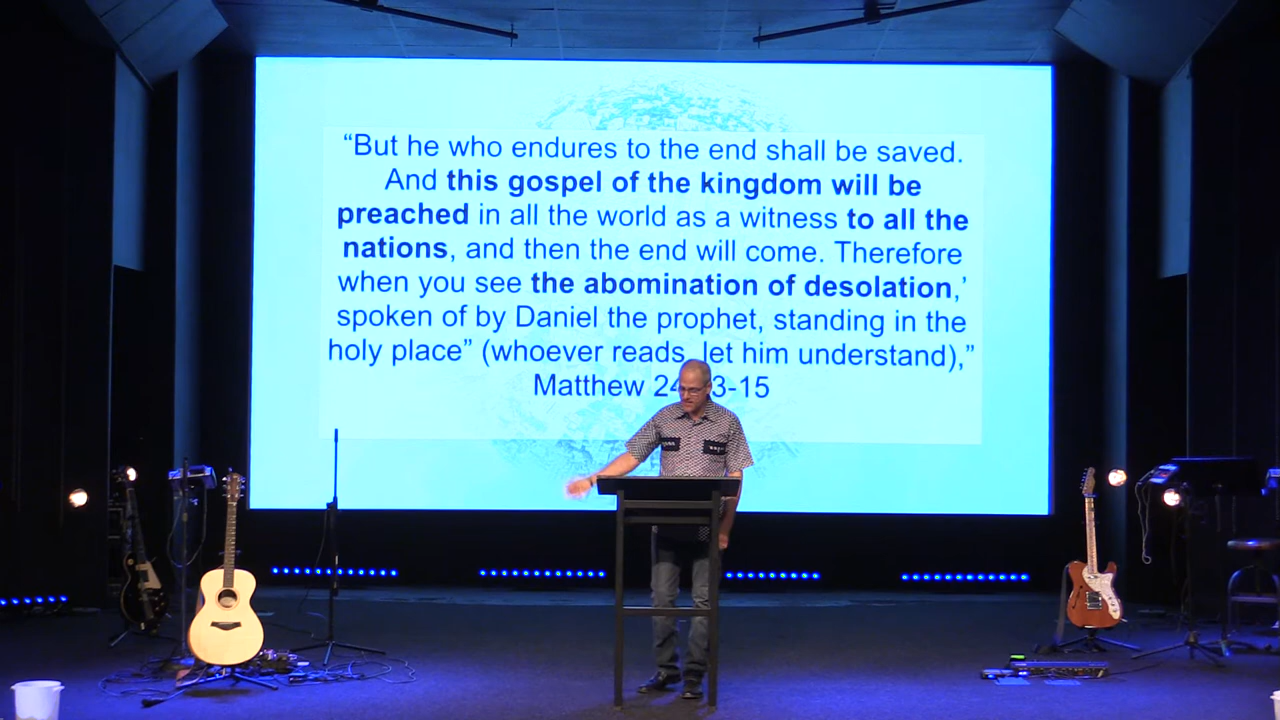 “But he who endures to the end shall be saved.
And this gospel of the kingdom will be
preached in all the world as a witness to all the
nations, and then the end will come. Therefore
when you see the abomination of desolation,’
spoken of by Daniel the prophet, standing in the
holy place” (whoever reads, let him understand),”
Matthew 24 3-15